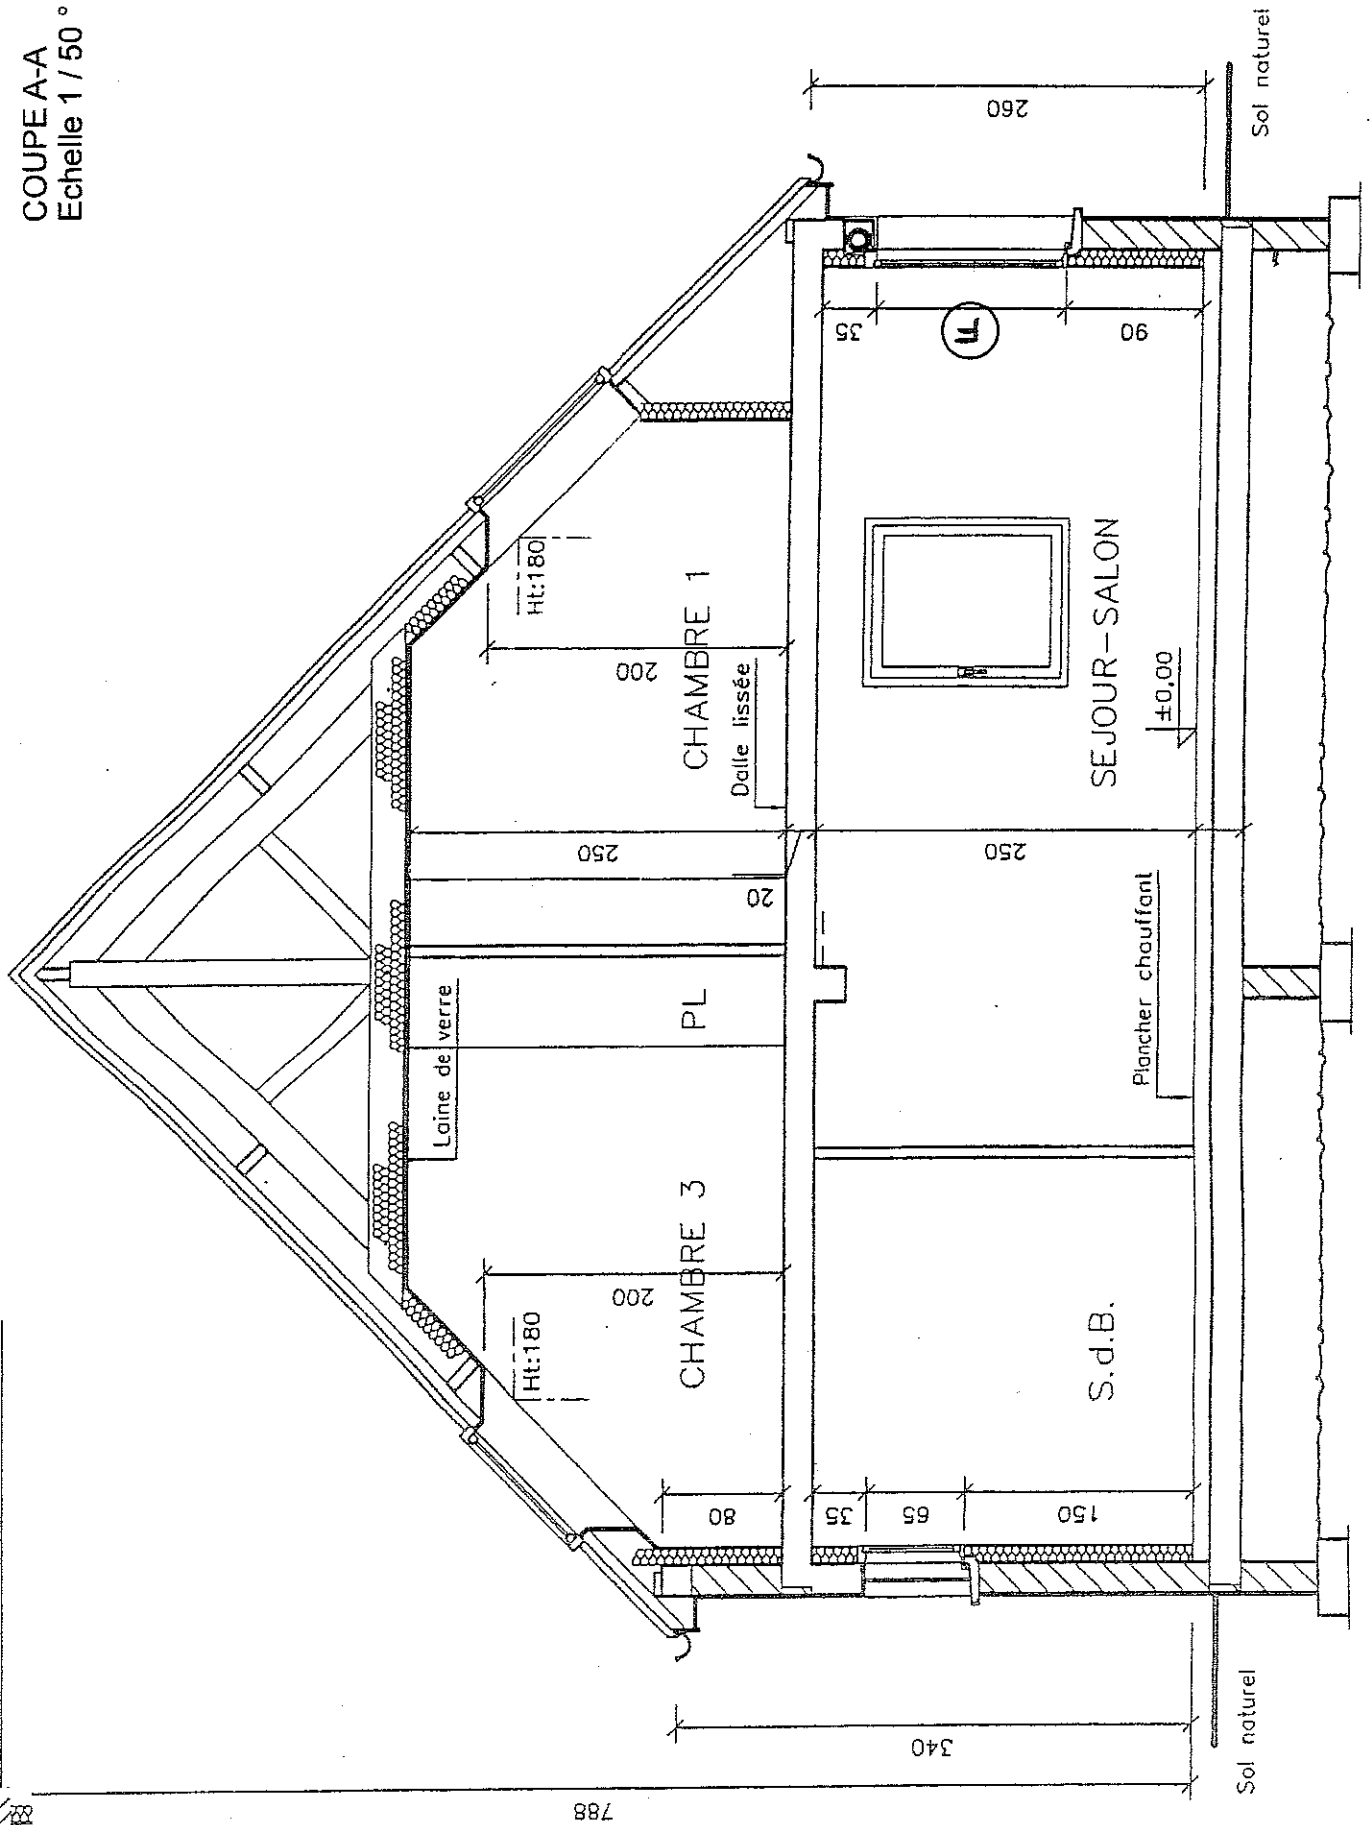 COUPE A-A
Echelle 1 / 50 °
Laine de verre
Ht:180
Ht:180
200
200
250
CHAMBRE 3
PL
CHAMBRE 1
Dalle lissée
80
20
35
65
150
S.d.B.
Plancher chauffant
250
SEJOUR-SALON
±0,00
35
F
90
260
340
788
Sol naturel
Sol naturel